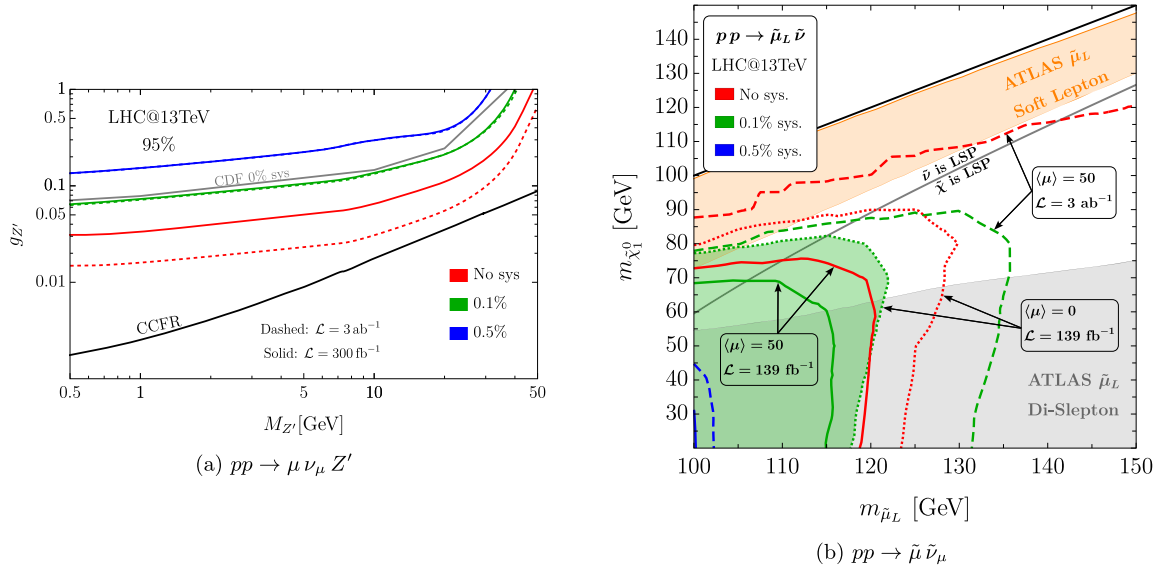 LHC@13TeV
95%
CDF 0% sys
CCFR
No sys
0.1%
0.5%
Dashed: ℒ = 3 ab⁻¹
Solid: ℒ = 300 fb⁻¹
1
0.5
0.1
0.05
0.01
g_{Z'}
0.5 1 5 10 50
M_{Z'}[GeV]
(a) pp → μ ν_μ Z'
p p → μ̃_L ν̃
LHC@13TeV
No sys.
0.1% sys.
0.5% sys.
ATLAS μ̃_L
Soft Lepton
ν̃ is LSP
χ̃ is LSP
⟨μ⟩ = 50
ℒ = 3 ab⁻¹
⟨μ⟩ = 0
ℒ = 139 fb⁻¹
⟨μ⟩ = 50
ℒ = 139 fb⁻¹
ATLAS μ̃_L
Di-Slepton
140
130
120
110
100
90
80
70
60
50
40
30
m_{χ̃₁⁰} [GeV]
100 110 120 130 140 150
m_{μ̃_L} [GeV]
(b) pp → μ̃ ν̃_μ